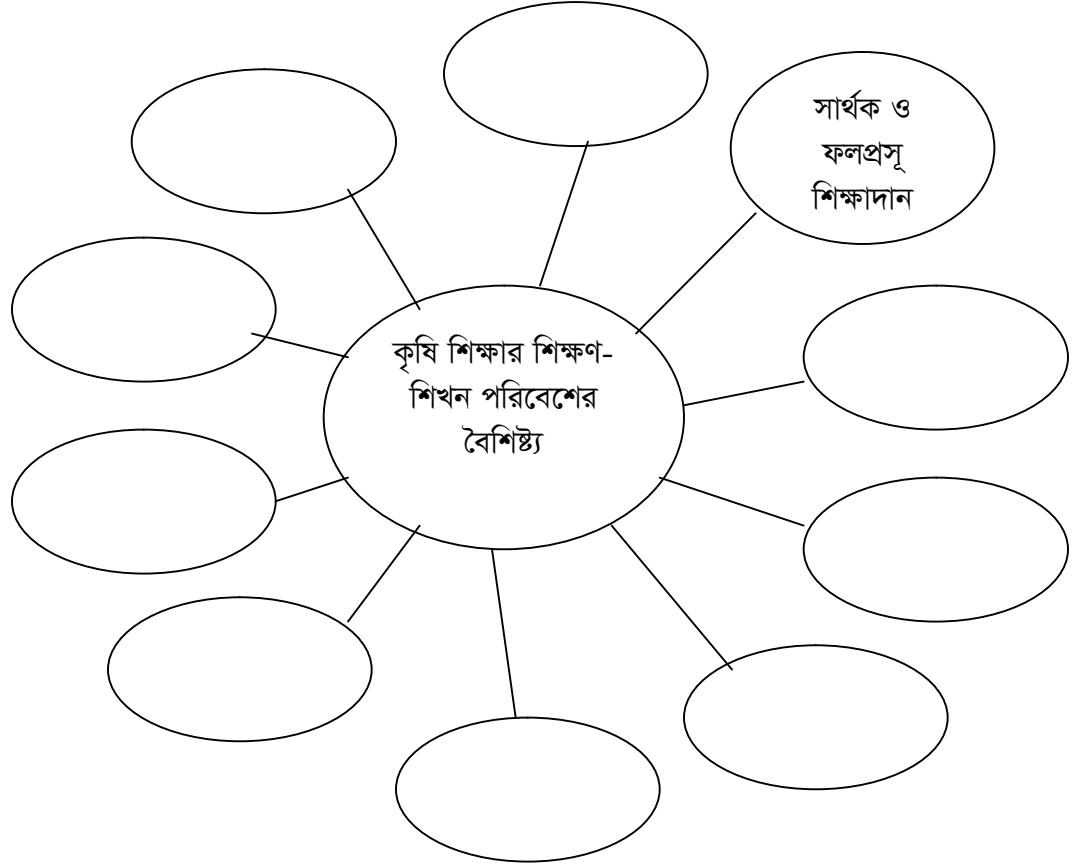 সার্থক ও
ফলপ্রসূ
শিক্ষাদান
কৃষি শিক্ষার শিক্ষণ-
শিখন পরিবেশের
বৈশিষ্ট্য